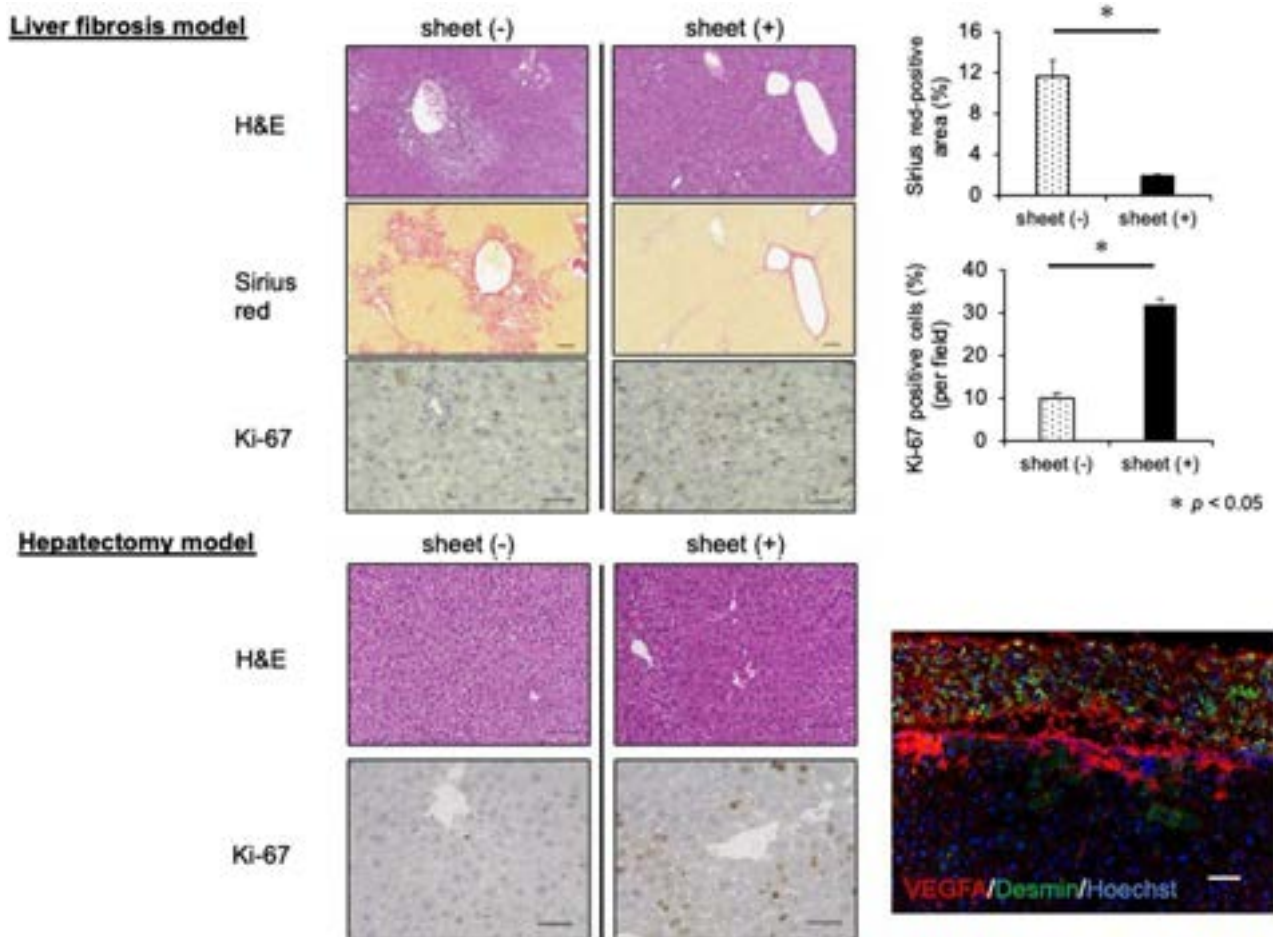 Liver fibrosis model
sheet (-)
sheet (+)
H&E
Sirius
red
Ki-67
Sirius red-positive
area (%)
16
12
8
4
0
*
sheet (-)
sheet (+)
Ki-67 positive cells (%)
(per field)
40
30
20
10
0
*
sheet (-)
sheet (+)
* p < 0.05
Hepatectomy model
sheet (-)
sheet (+)
H&E
Ki-67
VEGFA/Desmin/Hoechst